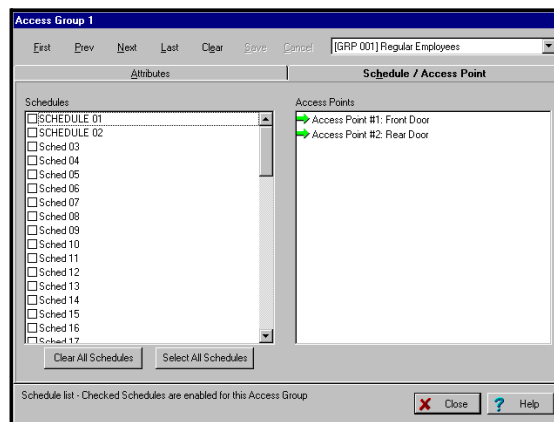 Access Group 1
First Prev Next Last Clear Save Cancel [GRP 001] Regular Employees
Attributes Schedule / Access Point
Schedules
SCHEDULE 01
SCHEDULE 02
Sched 03
Sched 04
Sched 05
Sched 06
Sched 07
Sched 08
Sched 09
Sched 10
Sched 11
Sched 12
Sched 13
Sched 14
Sched 15
Sched 16
Sched 17
Clear All Schedules Select All Schedules
Access Points
Access Point #1: Front Door
Access Point #2: Rear Door
Schedule list - Checked Schedules are enabled for this Access Group
Close ? Help